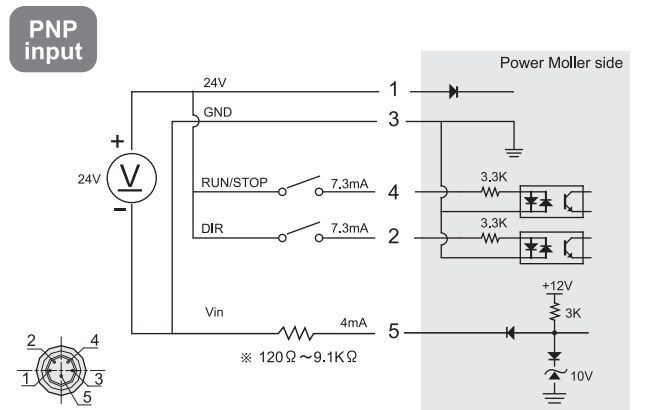 PNP
input
Power Moller side
24V
1
GND
3
+
24V
V
–
RUN/STOP
7.3mA
4
3.3K
DIR
7.3mA
2
3.3K
+12V
3K
Vin
4mA
5
※ 120Ω～9.1KΩ
10V
2
4
1
3
5